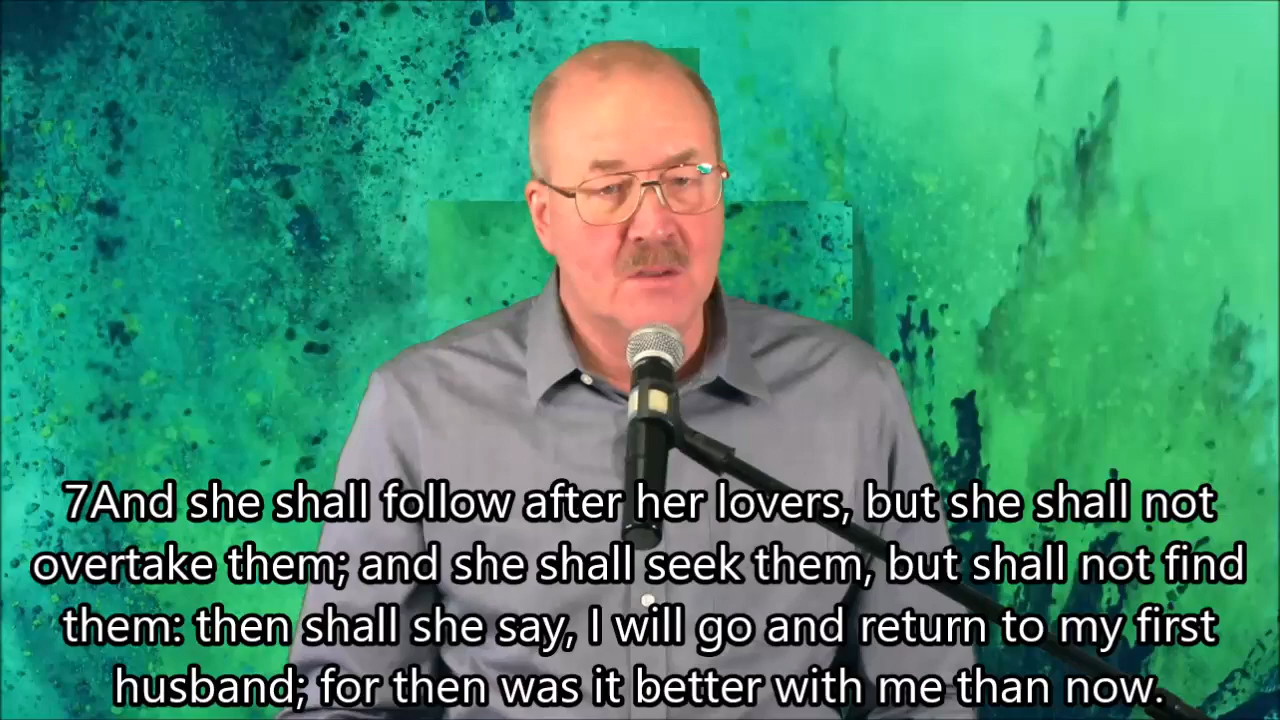 7And she shall follow after her lovers, but she shall not
overtake them; and she shall seek them, but shall not find
them: then shall she say, I will go and return to my first
husband; for then was it better with me than now.